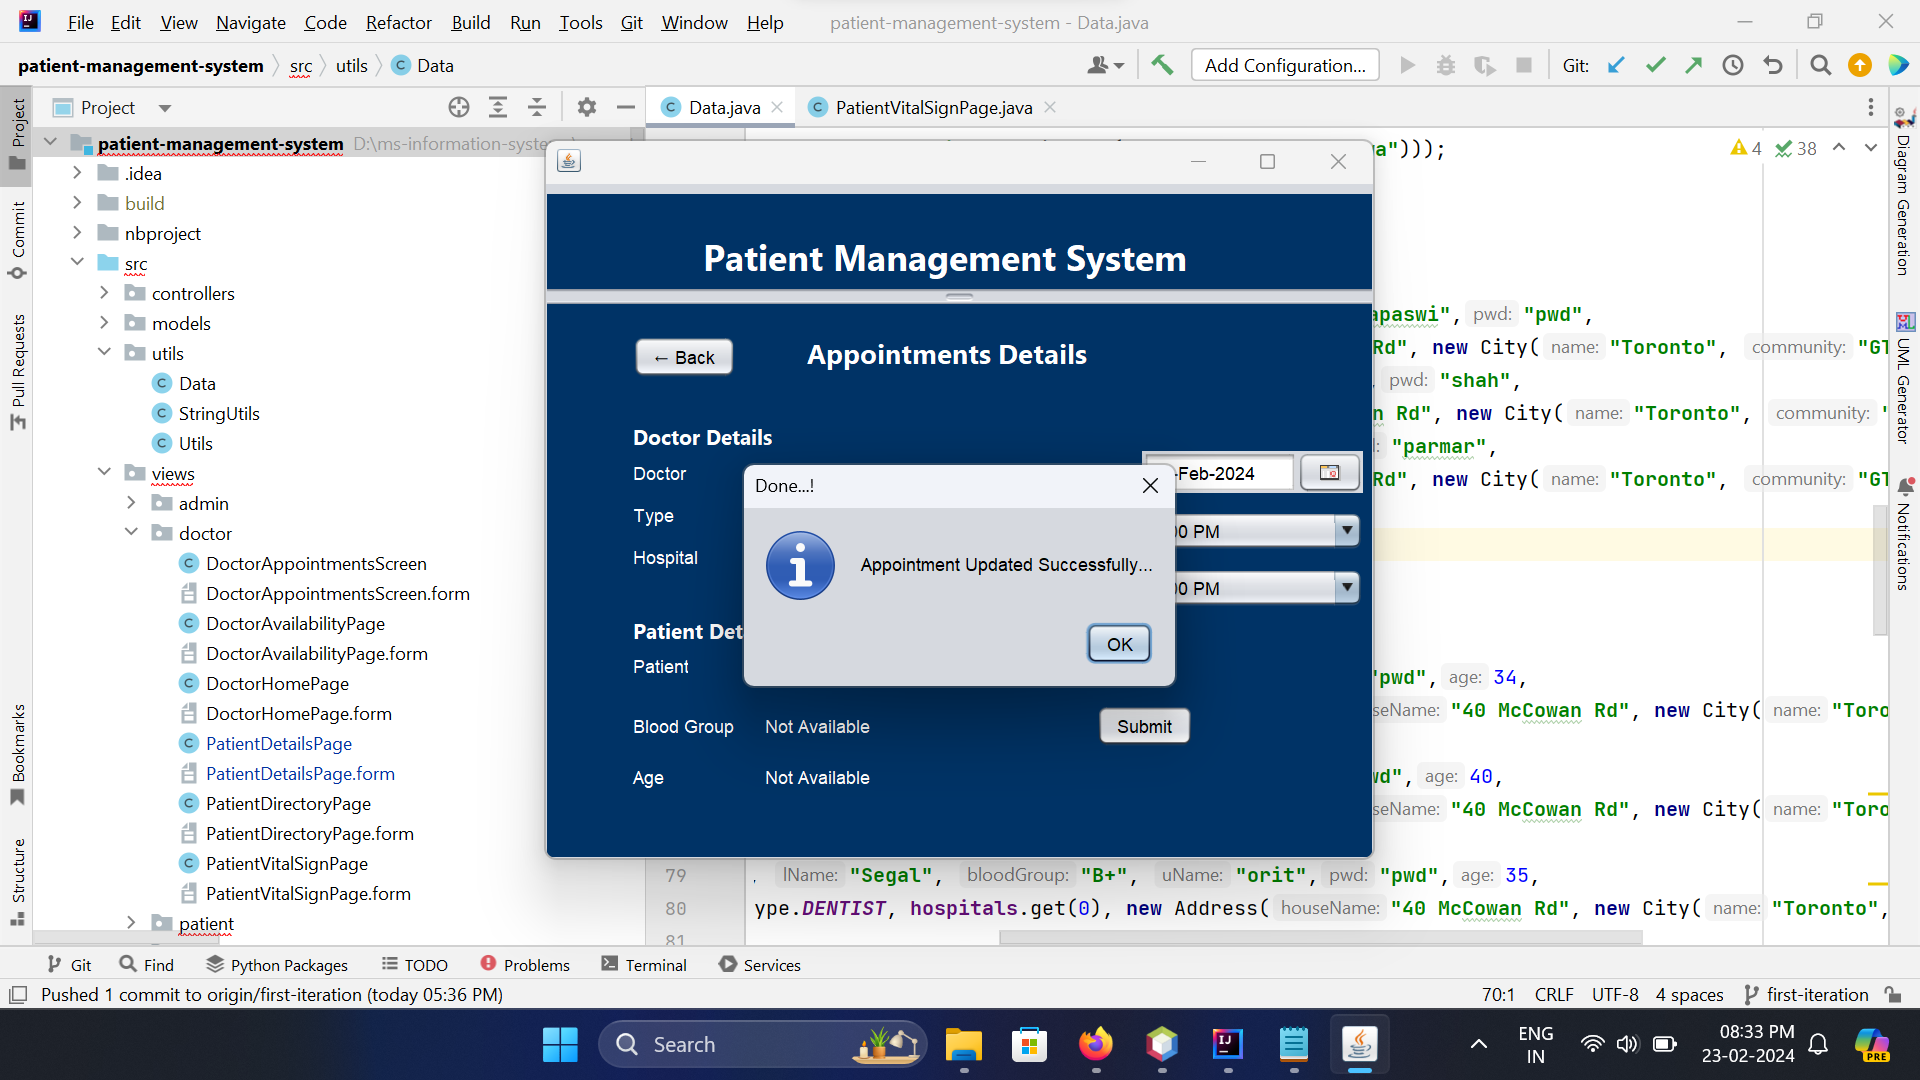 File Edit View Navigate Code Refactor Build Run Tools Git Window Help patient-management-system - Data.java
patient-management-system src utils Data Add Configuration... Git:
Project Data.java PatientVitalSignPage.java
patient-management-system D:\ms-information-syste
.idea
build
nbproject
src
controllers
models
utils
Data
StringUtils
Utils
views
admin
doctor
DoctorAppointmentsScreen
DoctorAppointmentsScreen.form
DoctorAvailabilityPage
DoctorAvailabilityPage.form
DoctorHomePage
DoctorHomePage.form
PatientDetailsPage
PatientDetailsPage.form
PatientDirectoryPage
PatientDirectoryPage.form
PatientVitalSignPage
PatientVitalSignPage.form
patient
Project
Commit
Pull Requests
Bookmarks
Structure
Patient Management System
← Back Appointments Details
Doctor Details
Doctor -Feb-2024
Type 00 PM
Hospital 00 PM
Patient Det
Patient
Blood Group Not Available Submit
Age Not Available
Done...!
Appointment Updated Successfully...
OK
a")));
4 38
apaswi", pwd: "pwd",
Rd", new City( name: "Toronto", community: "GT
, pwd: "shah",
n Rd", new City( name: "Toronto", community: "
: "parmar",
Rd", new City( name: "Toronto", community: "GT
"pwd", age: 34,
seName: "40 McCowan Rd", new City( name: "Toro
wd", age: 40,
seName: "40 McCowan Rd", new City( name: "Toro
79 , lName: "Segal", bloodGroup: "B+", uName: "orit", pwd: "pwd", age: 35,
80 ype.DENTIST, hospitals.get(0), new Address( houseName: "40 McCowan Rd", new City( name: "Toronto",
81
Diagram Generation
UML Generator
Notifications
Git Find Python Packages TODO Problems Terminal Services
Pushed 1 commit to origin/first-iteration (today 05:36 PM) 70:1 CRLF UTF-8 4 spaces first-iteration
Search ENG 08:33 PM
IN 23-02-2024 PRE